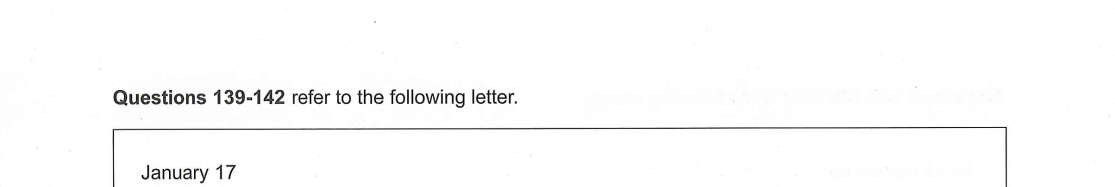 Questions 139-142 refer to the following letter.
January 17